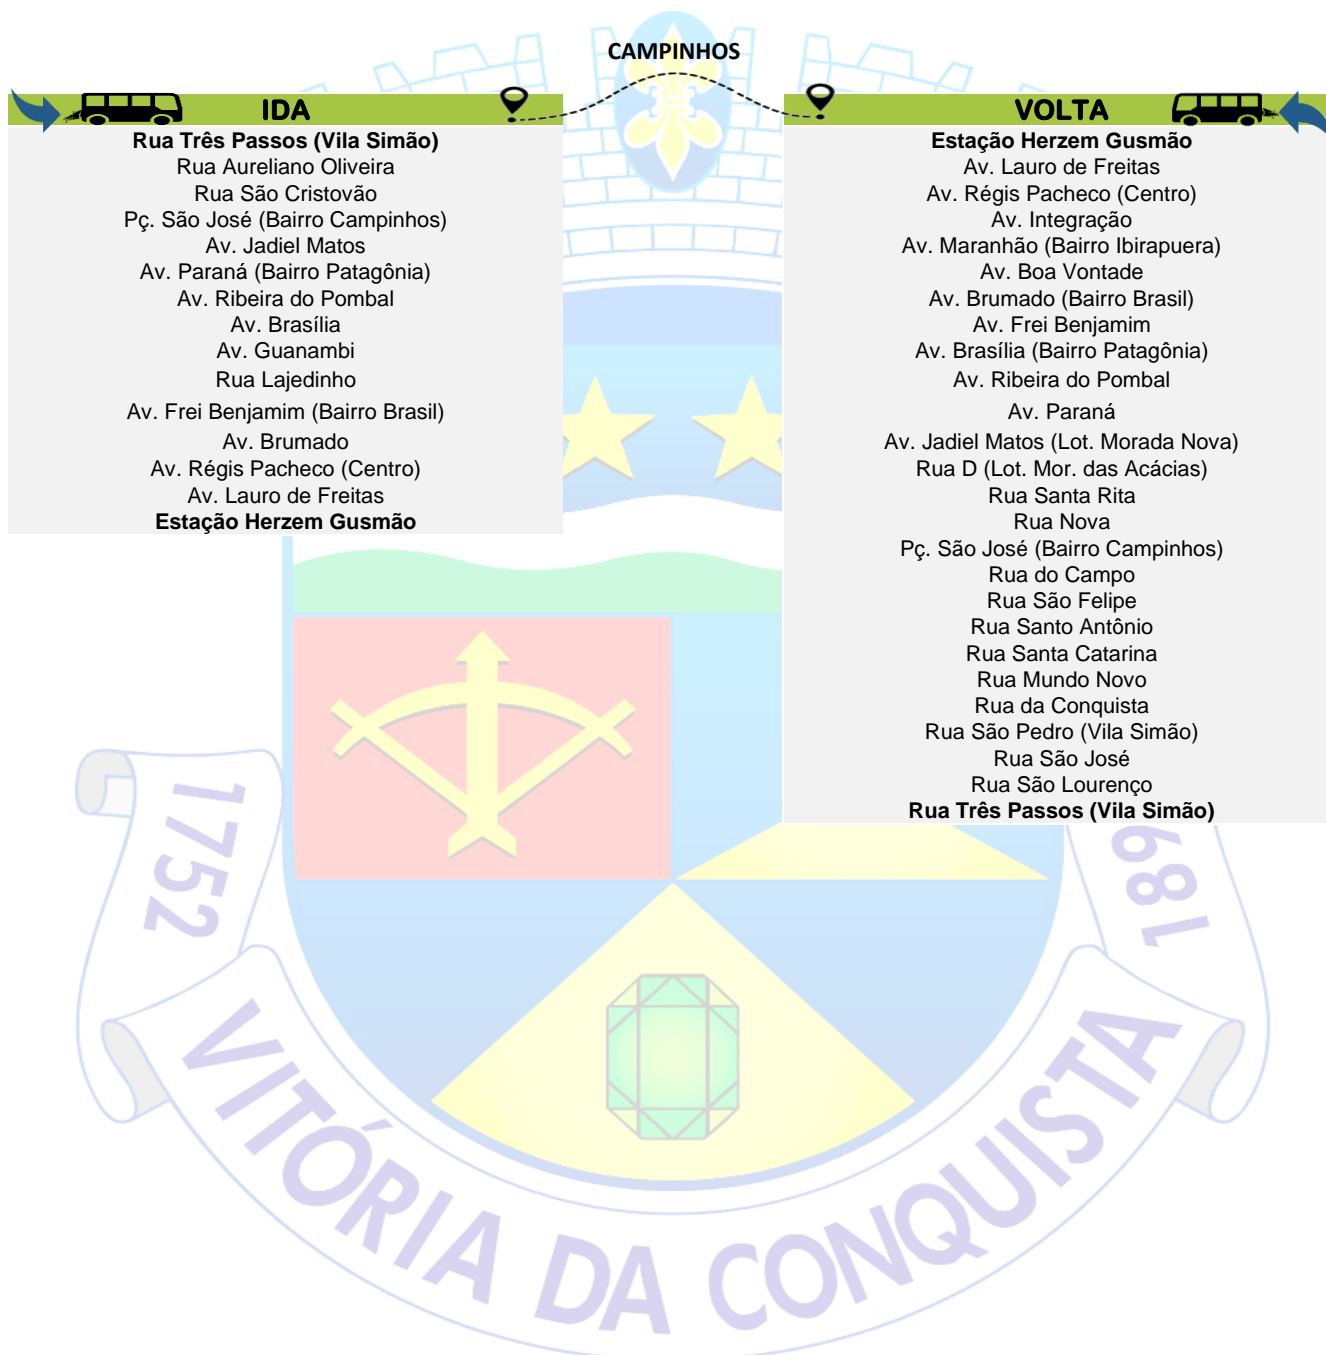 CAMPINHOS
IDA
Rua Três Passos (Vila Simão)
Rua Aureliano Oliveira
Rua São Cristovão
Pç. São José (Bairro Campinhos)
Av. Jadiel Matos
Av. Paraná (Bairro Patagônia)
Av. Ribeira do Pombal
Av. Brasília
Av. Guanambi
Rua Lajedinho
Av. Frei Benjamim (Bairro Brasil)
Av. Brumado
Av. Régis Pacheco (Centro)
Av. Lauro de Freitas
Estação Herzem Gusmão
VOLTA
Estação Herzem Gusmão
Av. Lauro de Freitas
Av. Régis Pacheco (Centro)
Av. Integração
Av. Maranhão (Bairro Ibirapuera)
Av. Boa Vontade
Av. Brumado (Bairro Brasil)
Av. Frei Benjamim
Av. Brasília (Bairro Patagônia)
Av. Ribeira do Pombal
Av. Paraná
Av. Jadiel Matos (Lot. Morada Nova)
Rua D (Lot. Mor. das Acácias)
Rua Santa Rita
Rua Nova
Pç. São José (Bairro Campinhos)
Rua do Campo
Rua São Felipe
Rua Santo Antônio
Rua Santa Catarina
Rua Mundo Novo
Rua da Conquista
Rua São Pedro (Vila Simão)
Rua São José
Rua São Lourenço
Rua Três Passos (Vila Simão)
1752
VITÓRIA DA CONQUISTA